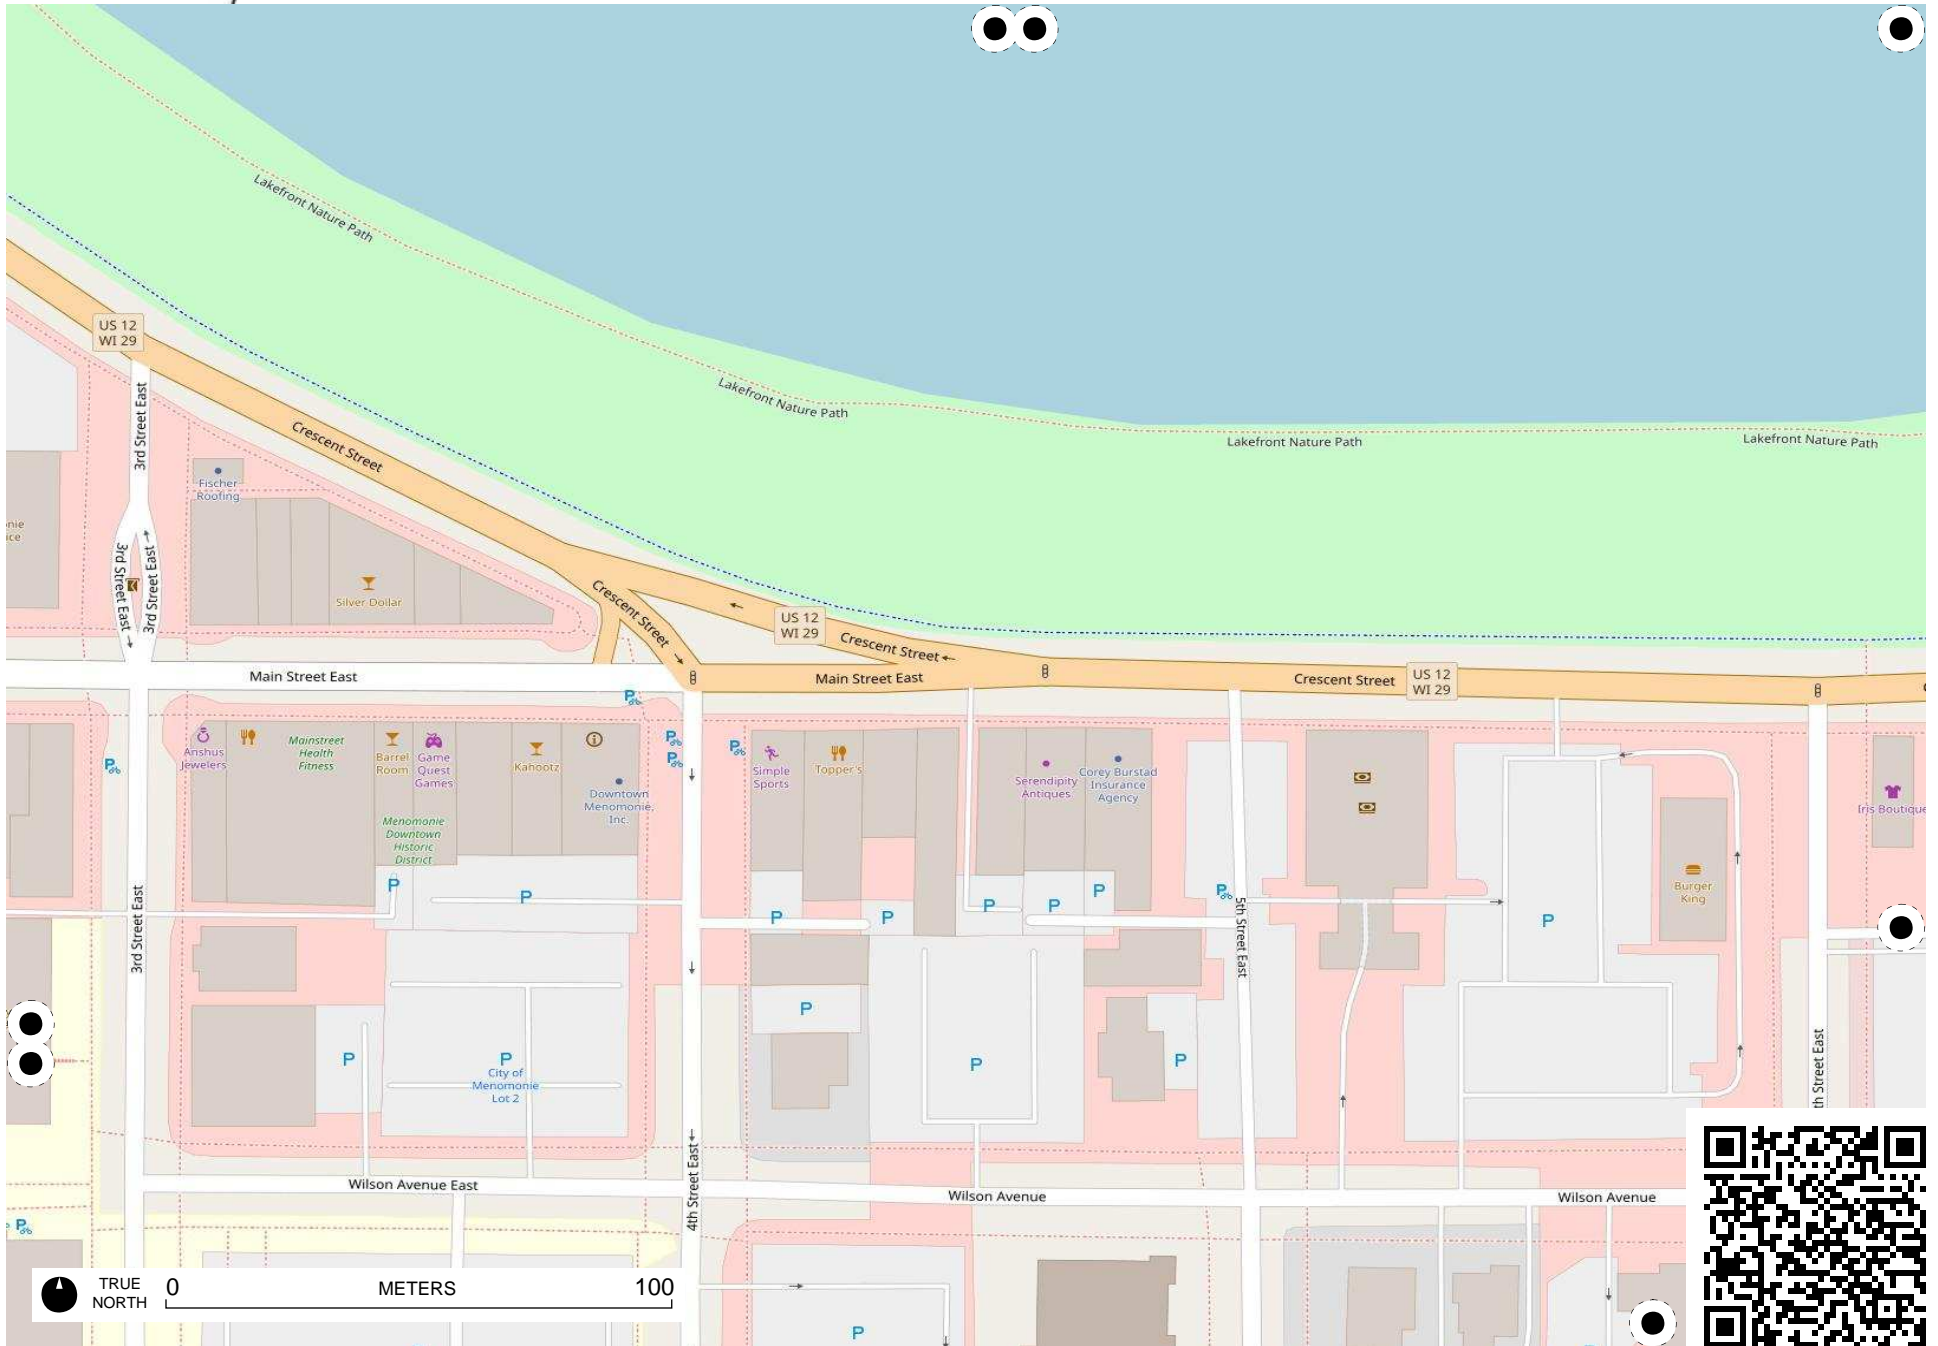 Lakefront Nature Path
US 12
WI 29
3rd Street East
Crescent Street
Lakefront Nature Path
Lakefront Nature Path
Lakefront Nature Path
Fischer
Roofing
3rd Street East
3rd Street East
Silver Dollar
Crescent Street
US 12
WI 29
Crescent Street
Main Street East
Main Street East
Crescent Street
US 12
WI 29
Anshus
Jewelers
Mainstreet
Health
Fitness
Barrel
Room
Game
Quest
Games
Kahootz
Downtown
Menomonie,
Inc.
Menomonie
Downtown
Historic
District
Simple
Sports
Topper's
Serendipity
Antiques
Corey Burstad
Insurance
Agency
Iris Boutique
Burger
King
3rd Street East
5th Street East
P
P
P
P
P
P
P
P
P
P
P
P
P
City of
Menomonie
Lot 2
th Street East
4th Street East
Wilson Avenue East
Wilson Avenue
Wilson Avenue
TRUE
NORTH
0 METERS 100
P